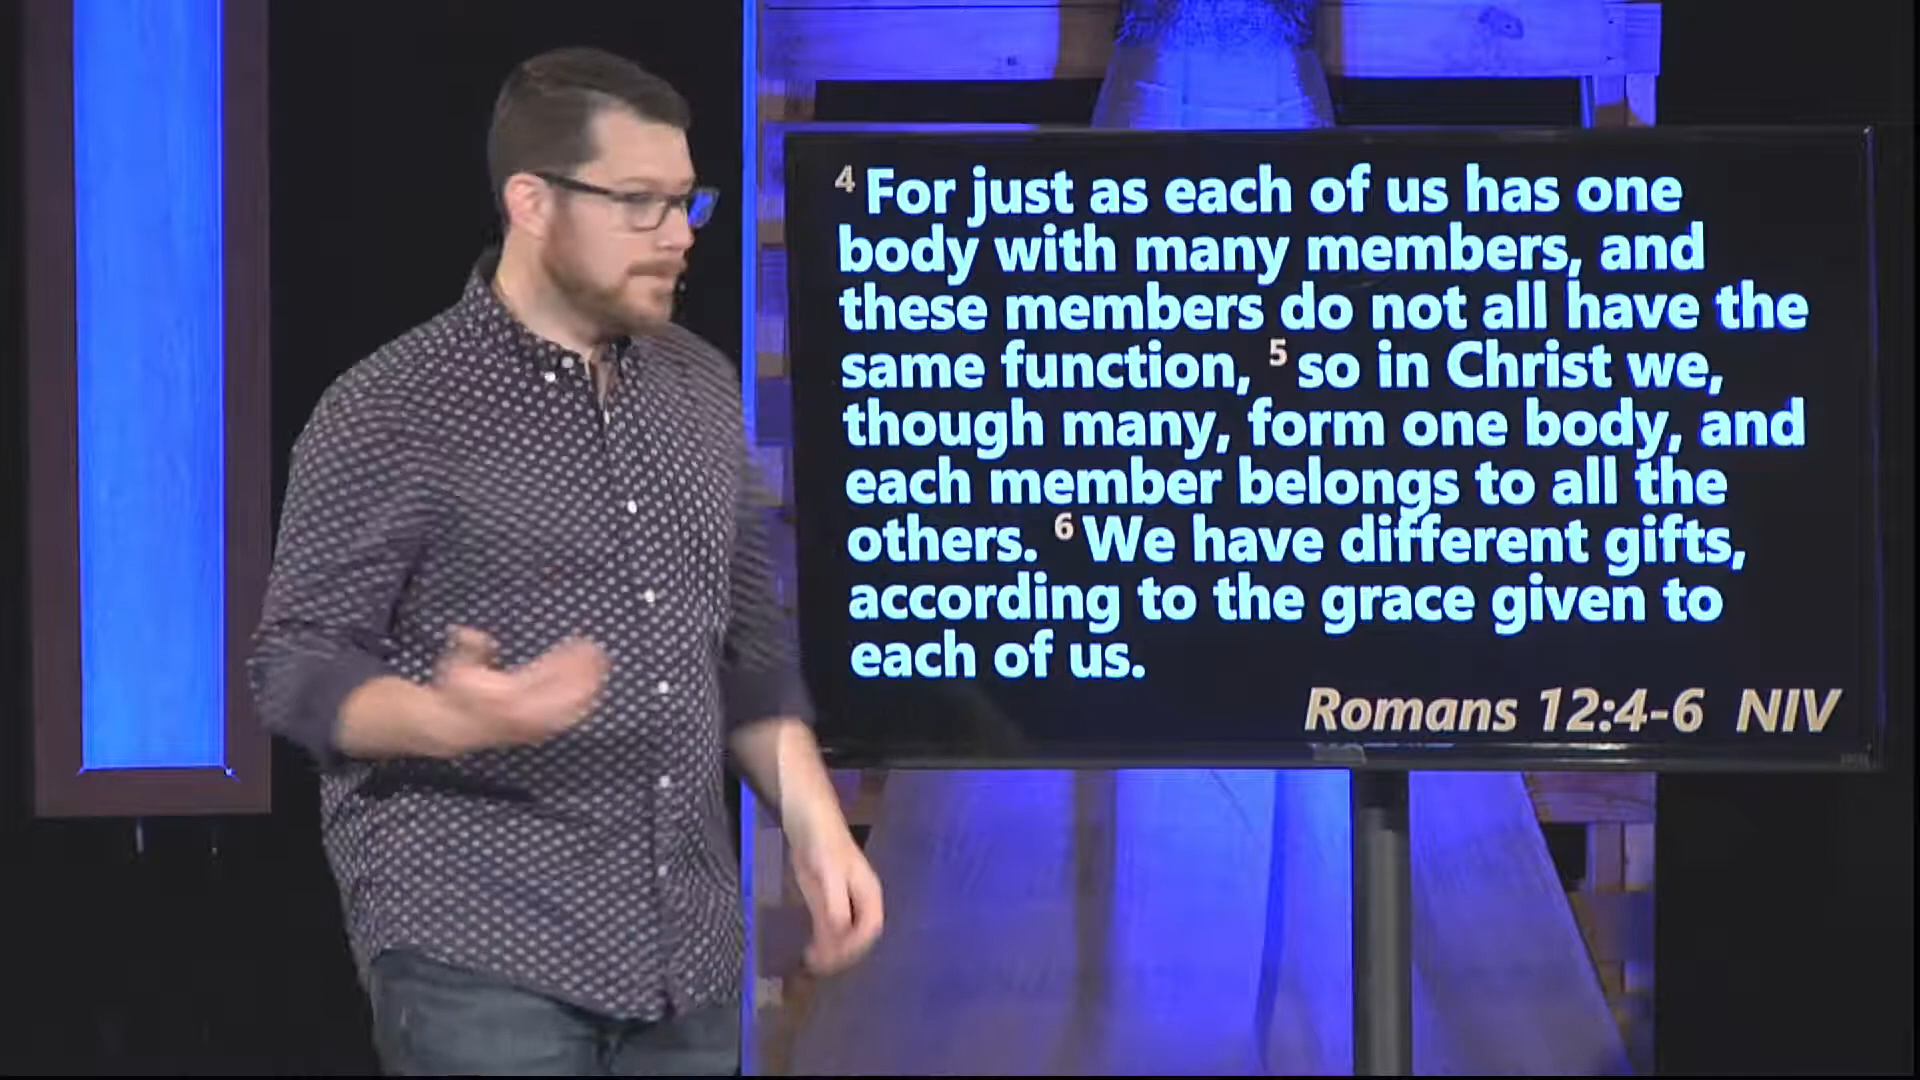 4 For just as each of us has one
body with many members, and
these members do not all have the
same function, 5 so in Christ we,
though many, form one body, and
each member belongs to all the
others. 6 We have different gifts,
according to the grace given to
each of us.
Romans 12:4-6 NIV